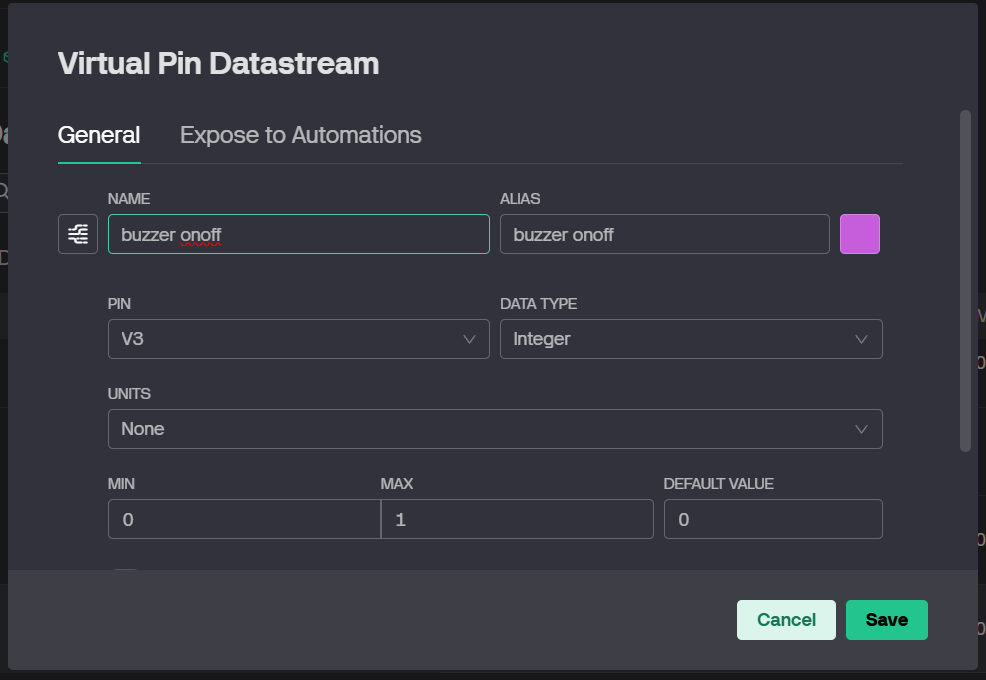 Virtual Pin Datastream
General Expose to Automations
NAME ALIAS
buzzer onoff buzzer onoff
PIN DATA TYPE
V3 Integer
UNITS
None
MIN MAX DEFAULT VALUE
0 1 0
Cancel Save